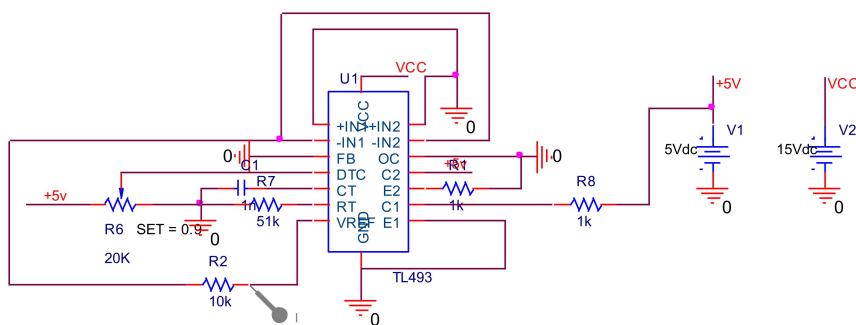 VCC
U1
VCC
+IN1 +IN2
-IN1 -IN2
FB OC
DTC C2
CT E2
RT C1
VREF E1
GND
TL493
0
0
0
C1
1n
R7
51k
+5v
R6
SET = 0.9
20K
0
R2
10k
0
+5v
R1
1k
R8
1k
+5V
V1
5Vdc
0
VCC
V2
15Vdc
0